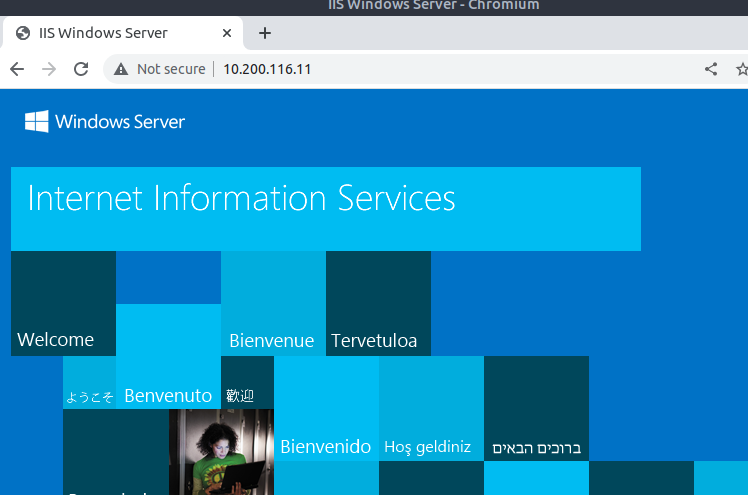 IIS Windows Server - Chromium
IIS Windows Server
Not secure
10.200.116.11
Windows Server
Internet Information Services
Welcome
Bienvenue
Tervetuloa
ようこそ
Benvenuto
歡迎
Bienvenido
Hoş geldiniz
ברוכים הבאים